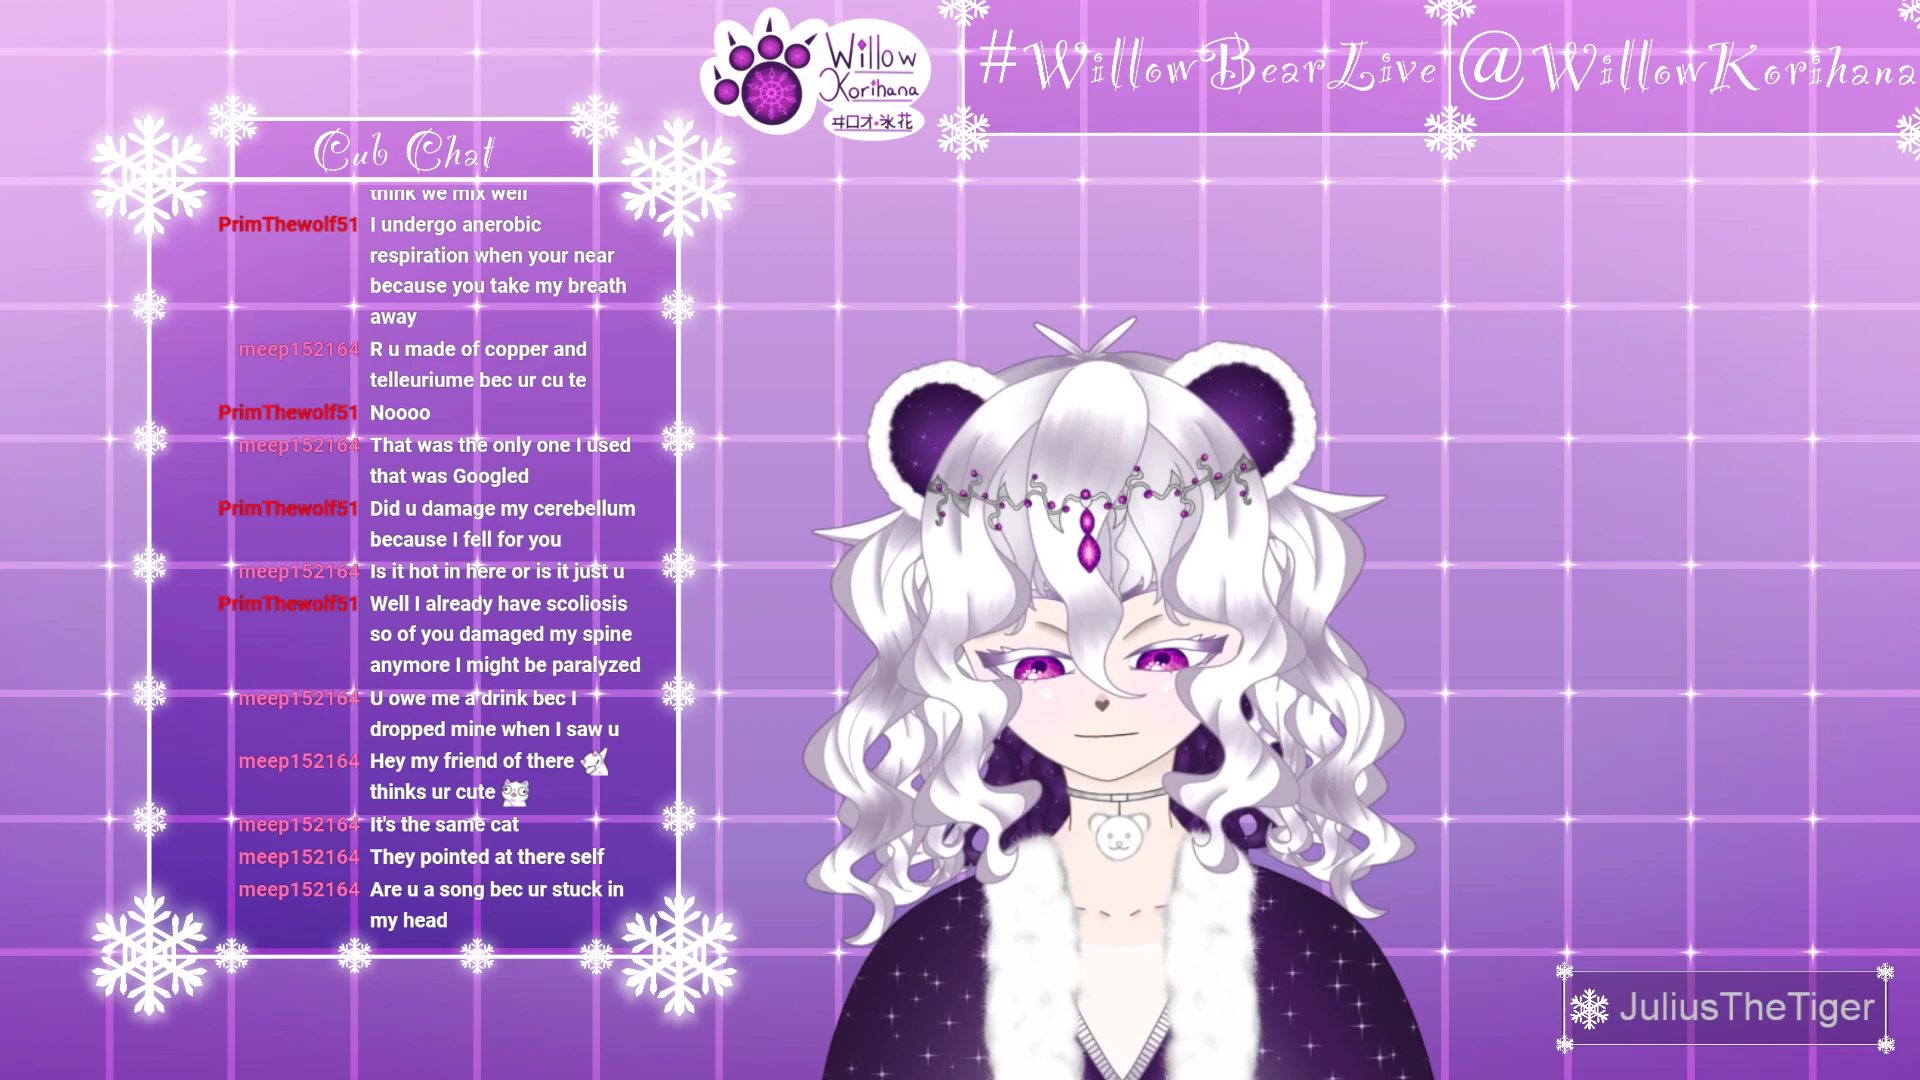 Willow
Korihana
#口才·氷花
#WillowBearLive
@WillowKorihana
Cub Chat
think we mix well
PrimThewolf51 I undergo anerobic
respiration when your near
because you take my breath
away
meep152164 R u made of copper and
telleuriume bec ur cu te
PrimThewolf51 Noooo
meep152164 That was the only one I used
that was Googled
PrimThewolf51 Did u damage my cerebellum
because I fell for you
meep152164 Is it hot in here or is it just u
PrimThewolf51 Well I already have scoliosis
so of you damaged my spine
anymore I might be paralyzed
meep152164 U owe me a drink bec I
dropped mine when I saw u
meep152164 Hey my friend of there
thinks ur cute
meep152164 It's the same cat
meep152164 They pointed at there self
meep152164 Are u a song bec ur stuck in
my head
JuliusTheTiger